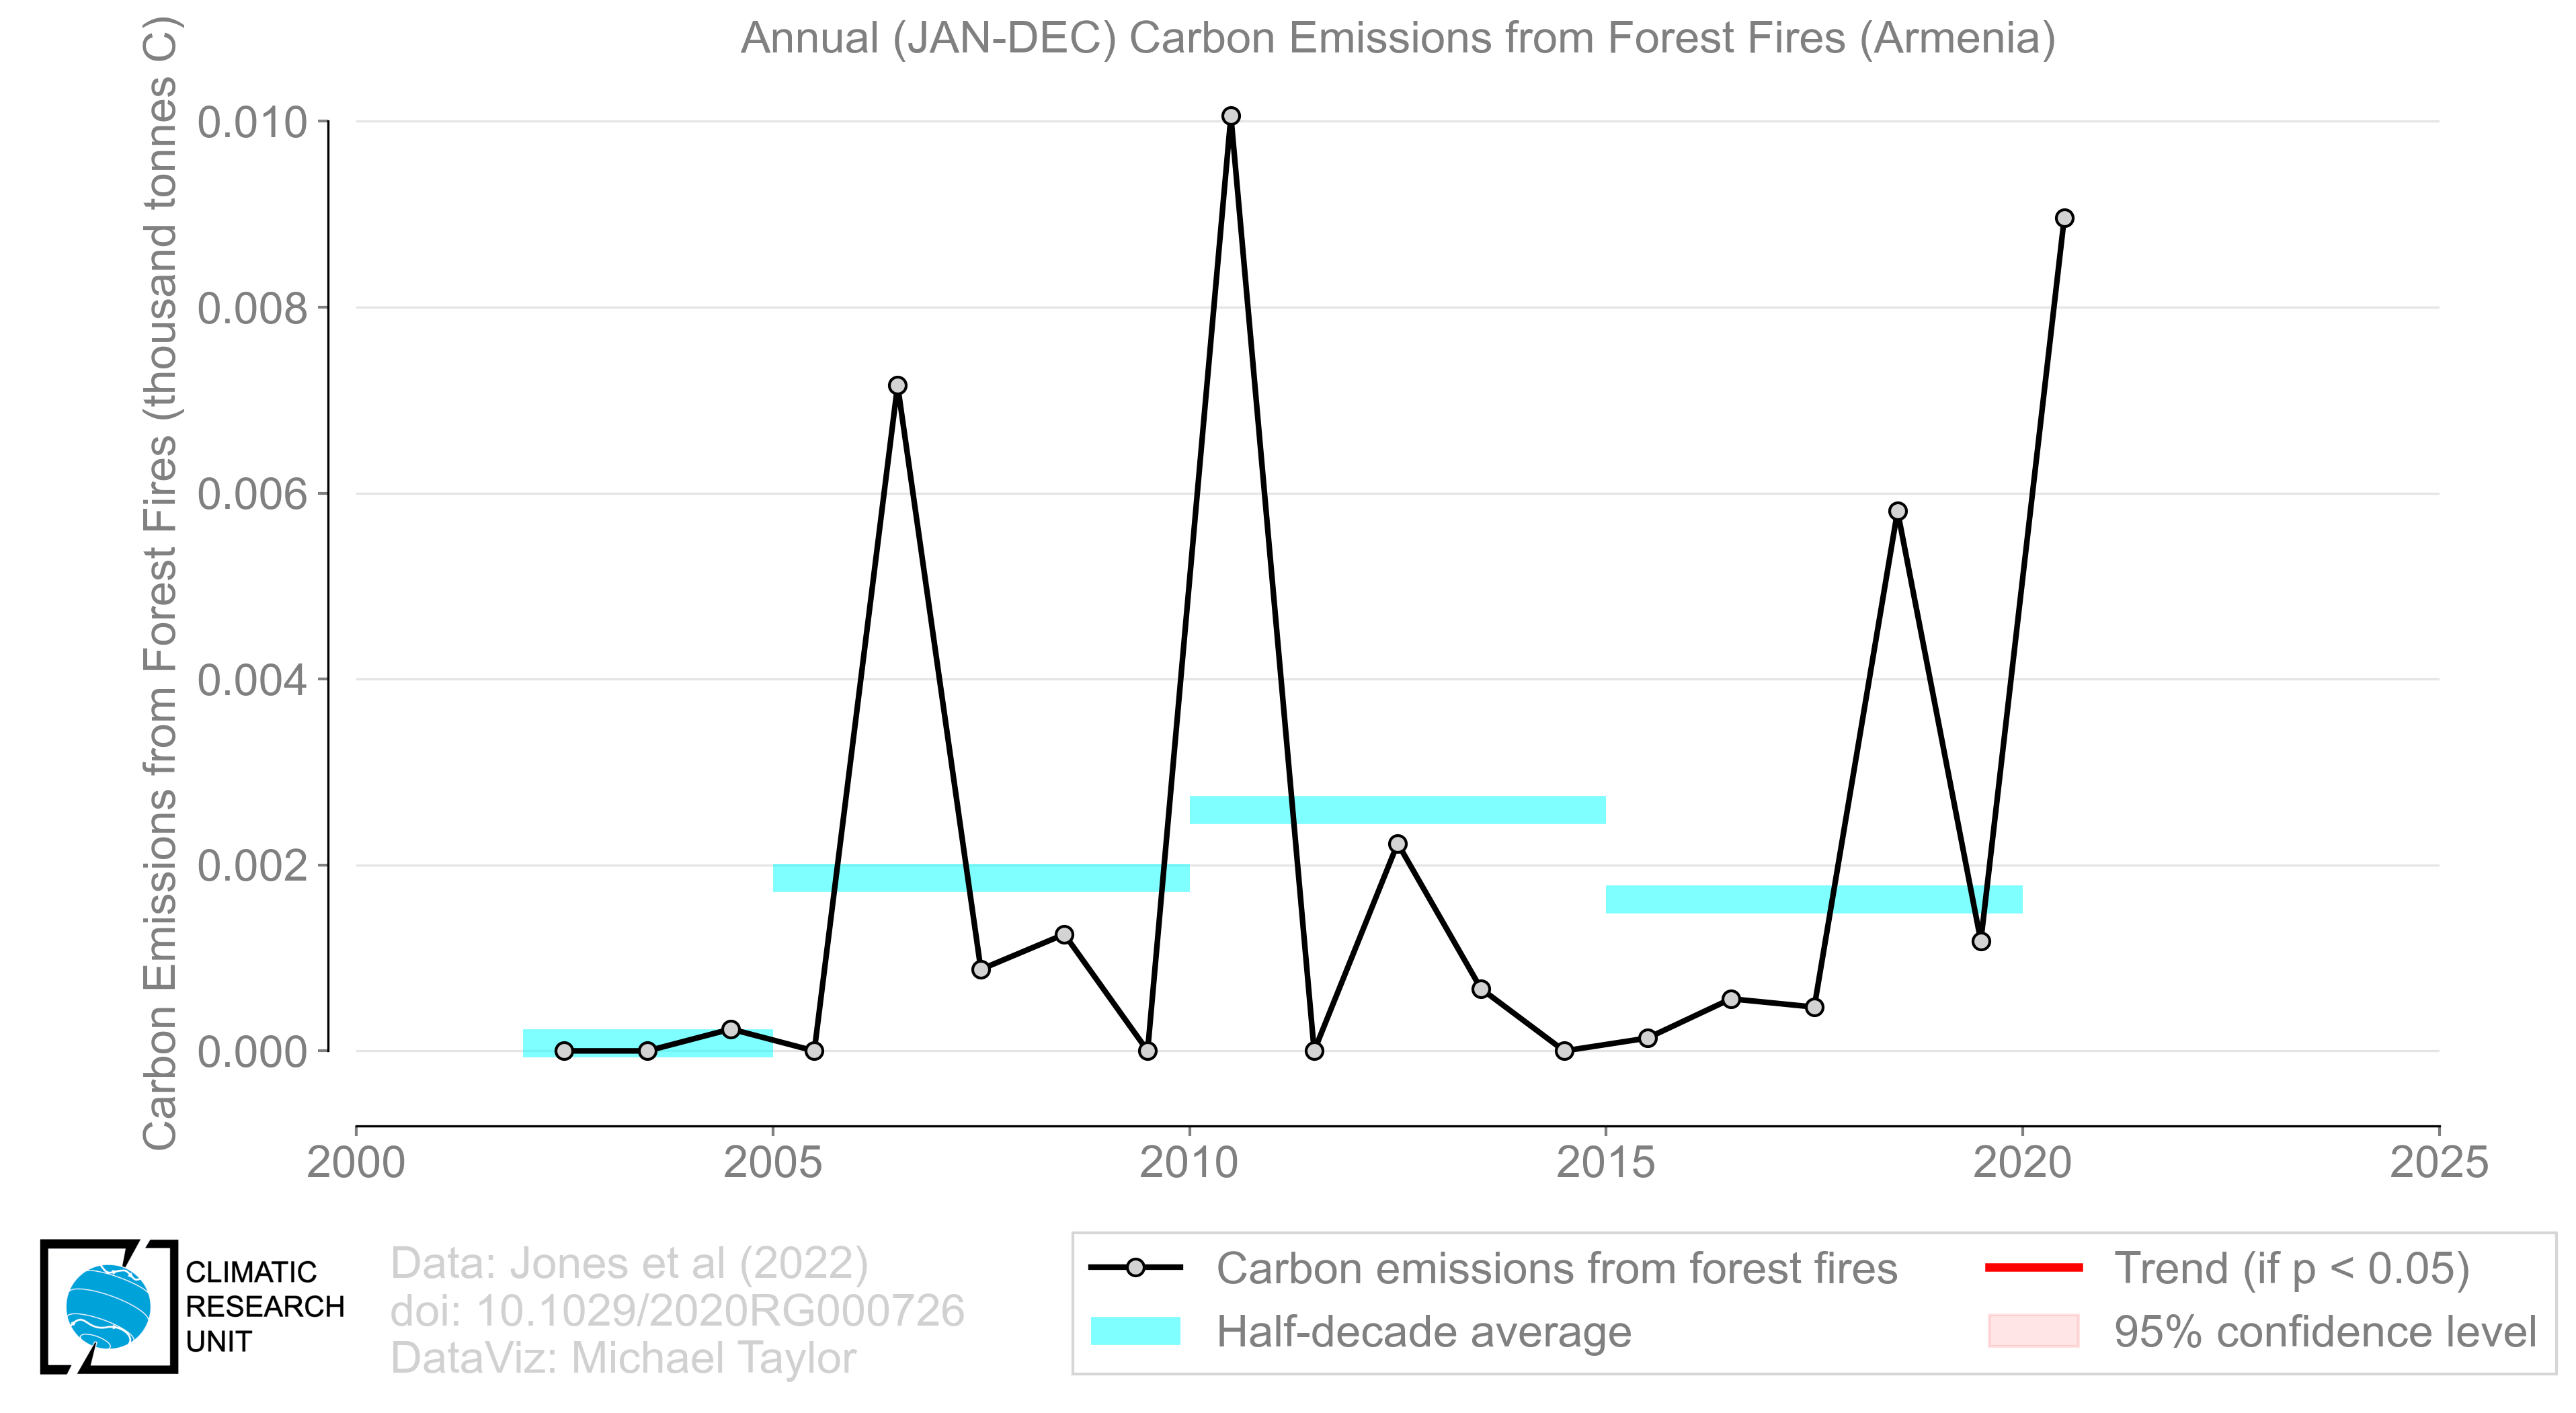 Annual (JAN-DEC) Carbon Emissions from Forest Fires (Armenia)
Carbon Emissions from Forest Fires (thousand tonnes C)
0.010
0.008
0.006
0.004
0.002
0.000
2000 2005 2010 2015 2020 2025
CLIMATIC
RESEARCH
UNIT
Data: Jones et al (2022)
doi: 10.1029/2020RG000726
DataViz: Michael Taylor
Carbon emissions from forest fires
Half-decade average
Trend (if p < 0.05)
95% confidence level